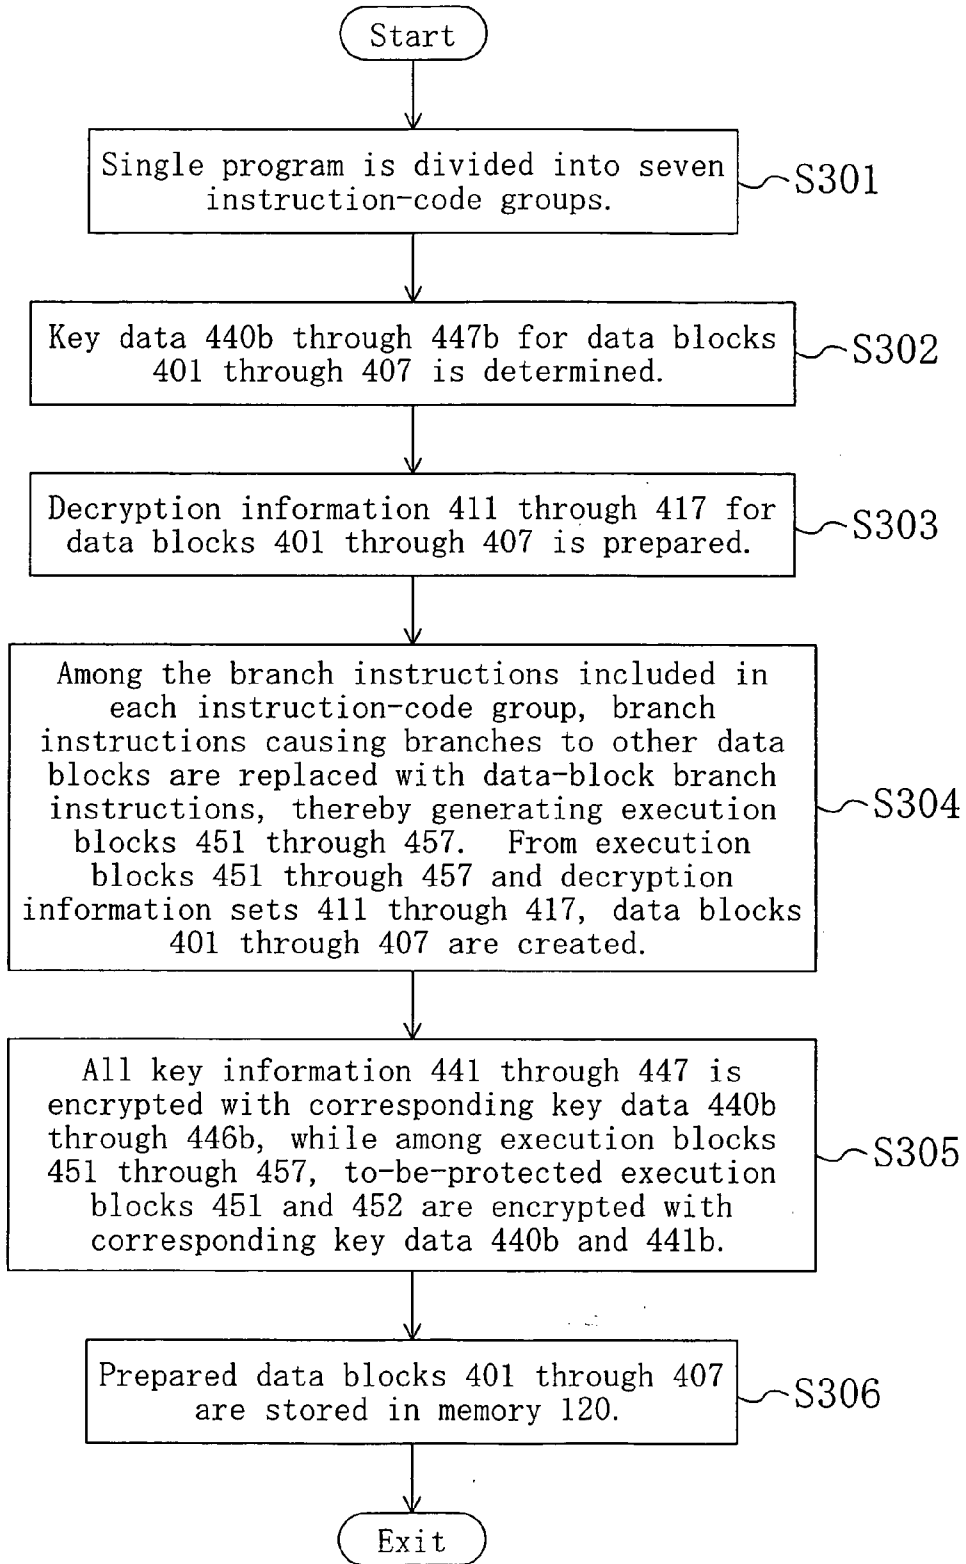 Start
Single program is divided into seven
instruction-code groups.
S301
Key data 440b through 447b for data blocks
401 through 407 is determined.
S302
Decryption information 411 through 417 for
data blocks 401 through 407 is prepared.
S303
Among the branch instructions included in
each instruction-code group, branch
instructions causing branches to other data
blocks are replaced with data-block branch
instructions, thereby generating execution
blocks 451 through 457. From execution
blocks 451 through 457 and decryption
information sets 411 through 417, data blocks
401 through 407 are created.
S304
All key information 441 through 447 is
encrypted with corresponding key data 440b
through 446b, while among execution blocks
451 through 457, to-be-protected execution
blocks 451 and 452 are encrypted with
corresponding key data 440b and 441b.
S305
Prepared data blocks 401 through 407
are stored in memory 120.
S306
Exit